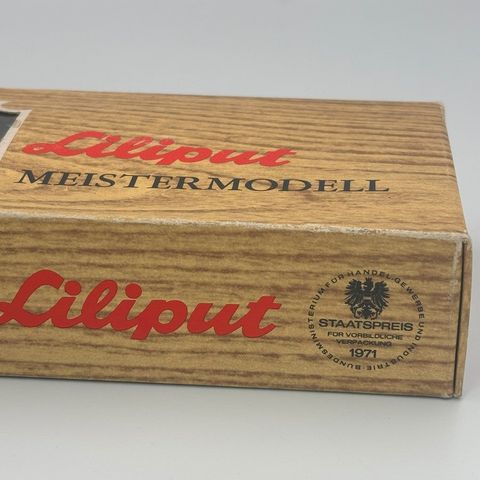 Liliput
MEISTERMODELL
Liliput
BUNDESMINISTERIUM FÜR HANDEL, GEWERBE UND INDUSTRIE
STAATSPREIS
FÜR VORBILDLICHE
VERPACKUNG
1971